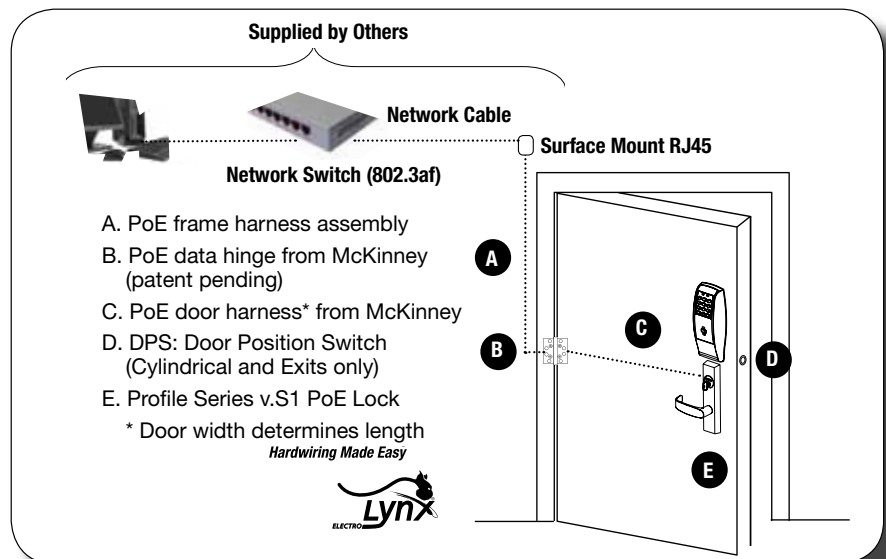 Supplied by Others
Network Cable
Surface Mount RJ45
Network Switch (802.3af)
A. PoE frame harness assembly
B. PoE data hinge from McKinney
(patent pending)
C. PoE door harness* from McKinney
D. DPS: Door Position Switch
(Cylindrical and Exits only)
E. Profile Series v.S1 PoE Lock
* Door width determines length
Hardwiring Made Easy
ELECTRO Lynx
A
B
C
D
E